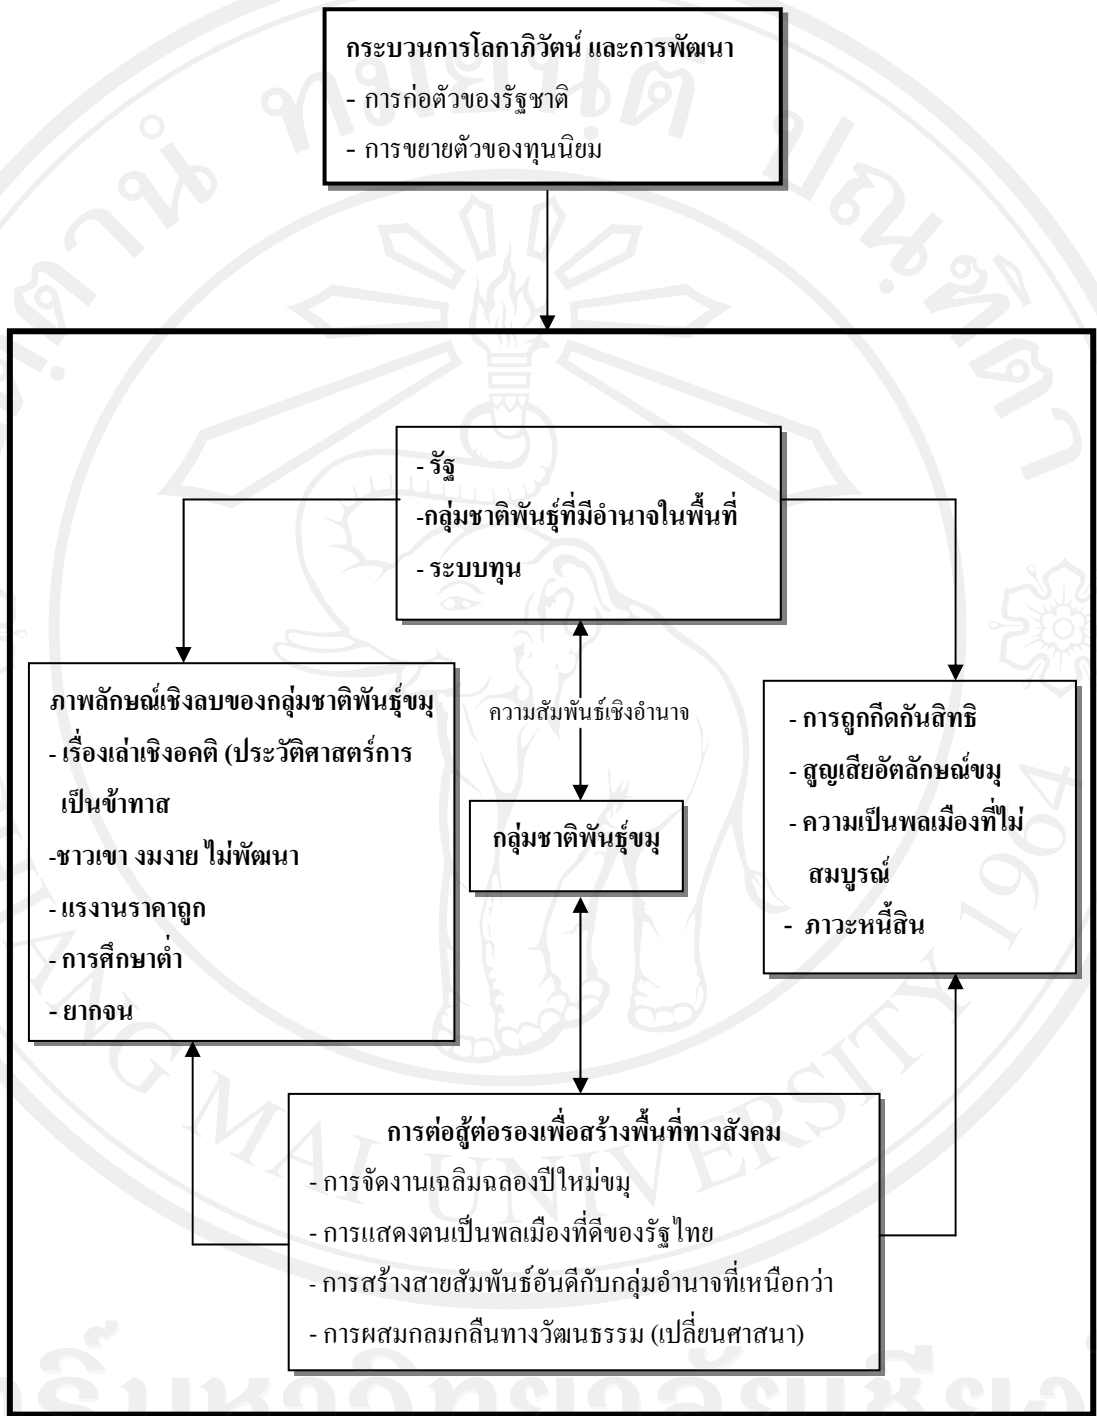 กระบวนการโลกาภิวัตน์ และการพัฒนา
- การก่อตัวของรัฐชาติ
- การขยายตัวของทุนนิยม
- รัฐ
-กลุ่มชาติพันธุ์ที่มีอำนาจในพื้นที่
- ระบบทุน
ภาพลักษณ์เชิงลบของกลุ่มชาติพันธุ์ขมุ
- เรื่องเล่าเชิงอคติ (ประวัติศาสตร์การ
เป็นข้าทาส
-ชาวเขา งมงาย ไม่พัฒนา
- แรงานราคาถูก
- การศึกษาต่ำ
- ยากจน
ความสัมพันธ์เชิงอำนาจ
กลุ่มชาติพันธุ์ขมุ
- การถูกกีดกันสิทธิ
- สูญเสียอัตลักษณ์ขมุ
- ความเป็นพลเมืองที่ไม่
สมบูรณ์
- ภาวะหนี้สิน
การต่อสู้ต่อรองเพื่อสร้างพื้นที่ทางสังคม
- การจัดงานเฉลิมฉลองปีใหม่ขมุ
- การแสดงตนเป็นพลเมืองที่ดีของรัฐไทย
- การสร้างสายสัมพันธ์อันดีกับกลุ่มอำนาจที่เหนือกว่า
- การผสมกลมกลืนทางวัฒนธรรม (เปลี่ยนศาสนา)
MAI UNIVERSITY 1964